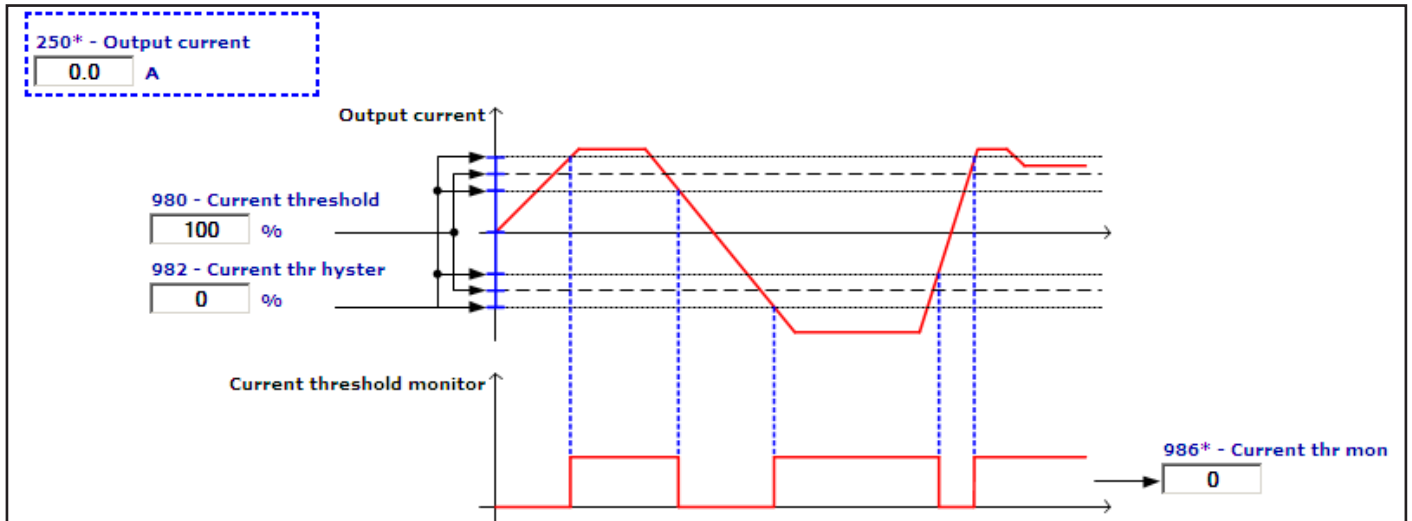 250* - Output current
0.0 A
Output current
980 - Current threshold
100 %
982 - Current thr hyster
0 %
Current threshold monitor
986* - Current thr mon
0